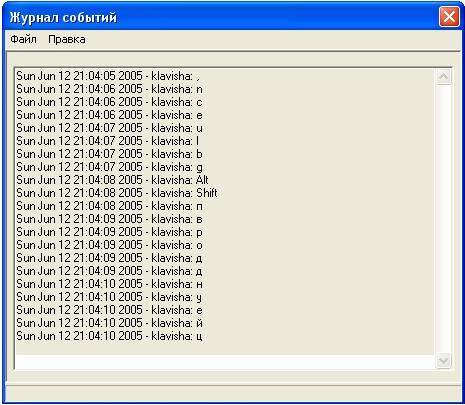 Журнал событий
Файл Правка
Sun Jun 12 21:04:05 2005 - klavisha: ,
Sun Jun 12 21:04:06 2005 - klavisha: n
Sun Jun 12 21:04:06 2005 - klavisha: c
Sun Jun 12 21:04:06 2005 - klavisha: e
Sun Jun 12 21:04:07 2005 - klavisha: u
Sun Jun 12 21:04:07 2005 - klavisha: l
Sun Jun 12 21:04:07 2005 - klavisha: b
Sun Jun 12 21:04:07 2005 - klavisha: g
Sun Jun 12 21:04:08 2005 - klavisha: Alt
Sun Jun 12 21:04:08 2005 - klavisha: Shift
Sun Jun 12 21:04:08 2005 - klavisha: п
Sun Jun 12 21:04:09 2005 - klavisha: в
Sun Jun 12 21:04:09 2005 - klavisha: р
Sun Jun 12 21:04:09 2005 - klavisha: о
Sun Jun 12 21:04:09 2005 - klavisha: д
Sun Jun 12 21:04:09 2005 - klavisha: д
Sun Jun 12 21:04:10 2005 - klavisha: н
Sun Jun 12 21:04:10 2005 - klavisha: у
Sun Jun 12 21:04:10 2005 - klavisha: е
Sun Jun 12 21:04:10 2005 - klavisha: й
Sun Jun 12 21:04:10 2005 - klavisha: ц